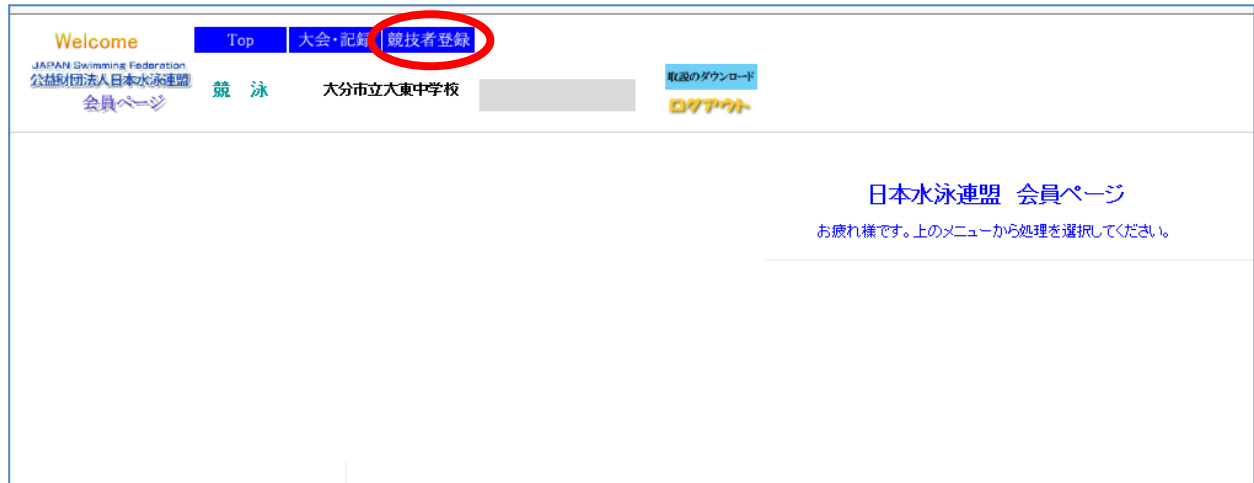 Welcome
Top 大会・記録 競技者登録
JAPAN Swimming Federation
公益財団法人日本水泳連盟
会員ページ
競 泳 大分市立大東中学校
取説のダウンロード
ログアウト
日本水泳連盟 会員ページ
お疲れ様です。上のメニューから処理を選択してください。